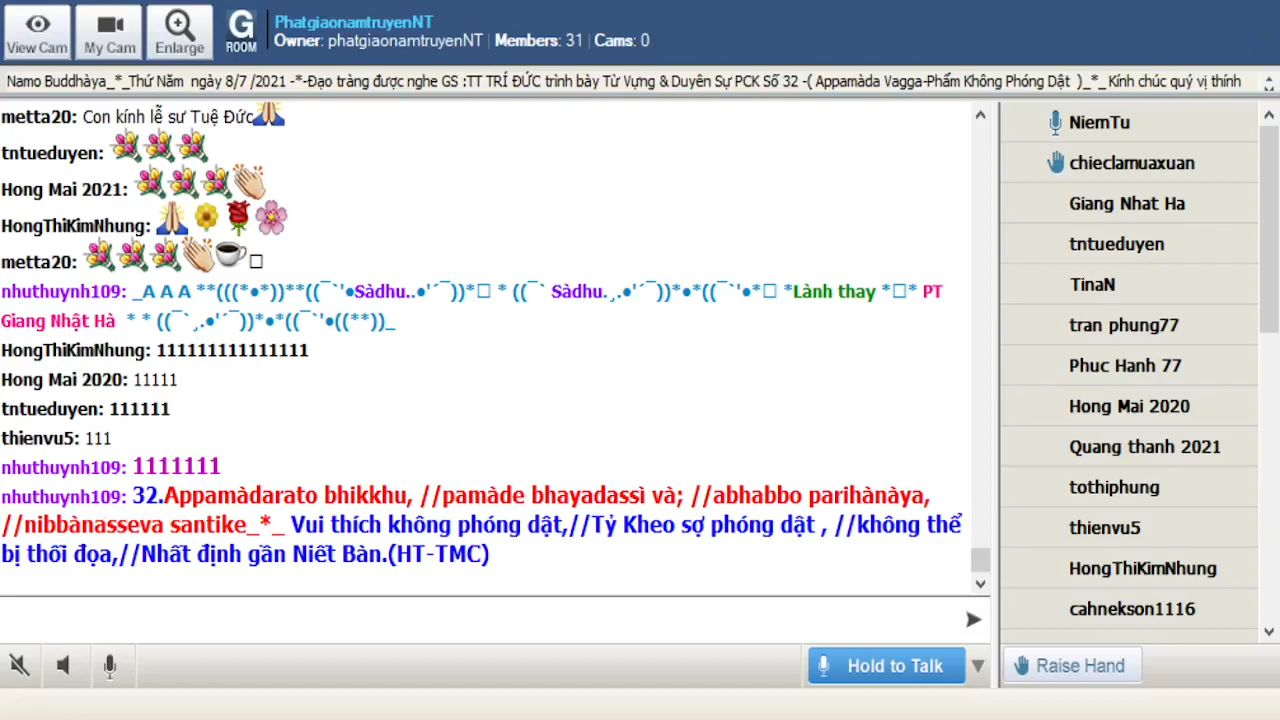 View Cam
My Cam
Enlarge
G
ROOM
PhatgiaonamtruyenNT
Owner: phatgiaonamtruyenNT | Members: 31 | Cams: 0
Namo Buddhàya_*_Thứ Năm ngày 8/7 /2021 -*-Đạo tràng được nghe GS :TT TRÍ ĐỨC trình bày Từ Vựng & Duyên Sự PCK Số 32 -( Appamàda Vagga-Phẩm Không Phóng Dật )_*_ Kính chúc quý vị thính
metta20: Con kính lễ sư Tuệ Đức
tntueduyen:
Hong Mai 2021:
HongThiKimNhung:
metta20:
nhuthuynh109: _A A A **(((*•*))**((¯`'•Sàdhu..•'´¯))*□ * ((¯` Sàdhu.¸.•'´¯))*•*((¯`'•*□ *Lành thay *□* PT
Giang Nhật Hà * * ((¯`¸.•'´¯))*•*((¯`'•((**))_
HongThiKimNhung: 111111111111111
Hong Mai 2020: 11111
tntueduyen: 111111
thienvu5: 111
nhuthuynh109: 1111111
nhuthuynh109: 32.Appamàdarato bhikkhu, //pamàde bhayadassì và; //abhabbo parihànàya,
//nibbànasseva santike_*_ Vui thích không phóng dật,//Tỷ Kheo sợ phóng dật , //không thể
bị thối đọa,//Nhất định gần Niết Bàn.(HT-TMC)
Hold to Talk
NiemTu
chieclamuaxuan
Giang Nhat Ha
tntueduyen
TinaN
tran phung77
Phuc Hanh 77
Hong Mai 2020
Quang thanh 2021
tothiphung
thienvu5
HongThiKimNhung
cahnekson1116
Raise Hand